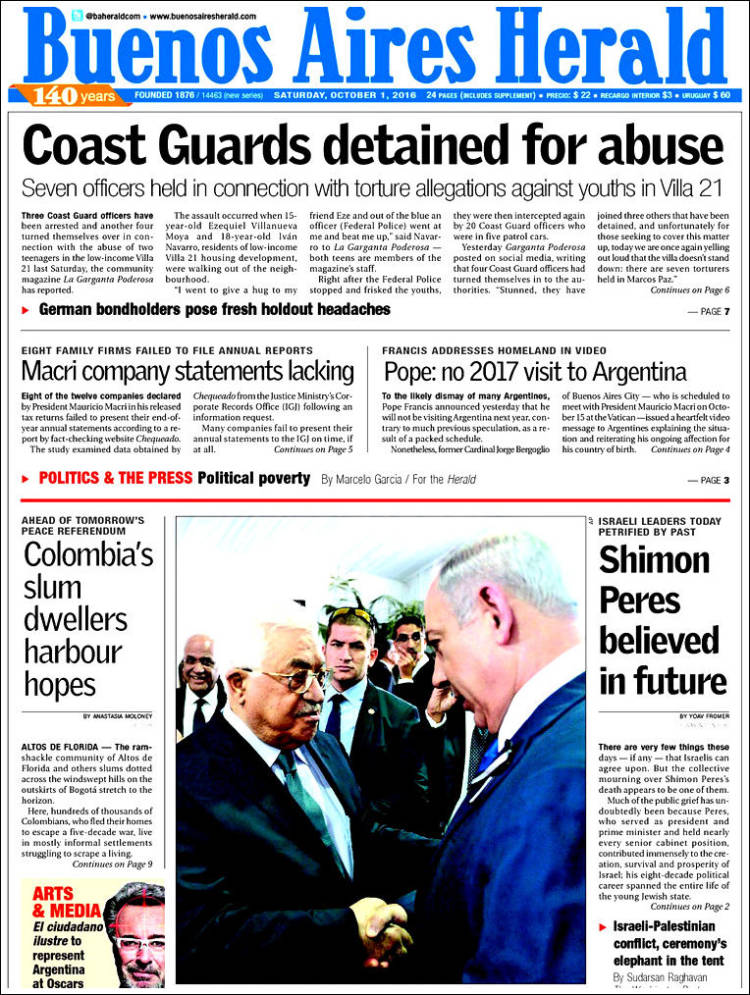 @baheraldcom • www.buenosairesherald.com
Buenos Aires Herald
140 years
FOUNDED 1876 / 14463 (new series) SATURDAY, OCTOBER 1, 2016 24 PAGES (INCLUDES SUPPLEMENT) • PRECIO: $ 22 • RECARGO INTERIOR $3 • URUGUAY $ 60
Coast Guards detained for abuse
Seven officers held in connection with torture allegations against youths in Villa 21
Three Coast Guard officers have
been arrested and another four
turned themselves over in con-
nection with the abuse of two
teenagers in the low-income Villa
21 last Saturday, the community
magazine La Garganta Poderosa
has reported.
The assault occurred when 15-
year-old Ezequiel Villanueva
Moya and 18-year-old Iván
Navarro, residents of low-income
Villa 21 housing development,
were walking out of the neigh-
bourhood.
"I went to give a hug to my
friend Eze and out of the blue an
officer (Federal Police) went at
me and beat me up," said Navar-
ro to La Garganta Poderosa —
both teens are members of the
magazine's staff.
Right after the Federal Police
stopped and frisked the youths,
they were then intercepted again
by 20 Coast Guard officers who
were in five patrol cars.
Yesterday Garganta Poderosa
posted on social media, writing
that four Coast Guard officers had
turned themselves in to the au-
thorities. "Stunned, they have
joined three others that have been
detained, and unfortunately for
those seeking to cover this matter
up, today we are once again yelling
out loud that the villa doesn't stand
down: there are seven torturers
held in Marcos Paz."
Continues on Page 6
German bondholders pose fresh holdout headaches
— PAGE 7
EIGHT FAMILY FIRMS FAILED TO FILE ANNUAL REPORTS
Macri company statements lacking
Eight of the twelve companies declared
by President Mauricio Macri in his released
tax returns failed to present their end-of-
year annual statements according to a re-
port by fact-checking website Chequeado.
The study examined data obtained by
Chequeado from the Justice Ministry's Cor-
porate Records Office (IGJ) following an
information request.
Many companies fail to present their
annual statements to the IGJ on time, if
at all.
Continues on Page 5
FRANCIS ADDRESSES HOMELAND IN VIDEO
Pope: no 2017 visit to Argentina
To the likely dismay of many Argentines,
Pope Francis announced yesterday that he
will not be visiting Argentina next year, con-
trary to much previous speculation, as a re-
sult of a packed schedule.
Nonetheless, former Cardinal Jorge Bergoglio
of Buenos Aires City — who is scheduled to
meet with President Mauricio Macri on Octo-
ber 15 at the Vatican — issued a heartfelt video
message to Argentines explaining the situa-
tion and reiterating his ongoing affection for
his country of birth.
Continues on Page 4
POLITICS & THE PRESS Political poverty By Marcelo Garcia / For the Herald
— PAGE 3
AHEAD OF TOMORROW'S
PEACE REFERENDUM
Colombia's
slum
dwellers
harbour
hopes
BY ANASTASIA MOLONEY
ALTOS DE FLORIDA — The ram-
shackle community of Altos de
Florida and others slums dotted
across the windswept hills on the
outskirts of Bogotá stretch to the
horizon.
Here, hundreds of thousands of
Colombians, who fled their homes
to escape a five-decade war, live
in mostly informal settlements
struggling to scrape a living.
Continues on Page 9
ARTS
& MEDIA
El ciudadano
ilustre to
represent
Argentina
at Oscars
AP
ISRAELI LEADERS TODAY
PETRIFIED BY PAST
Shimon
Peres
believed
in future
BY YOAV FROMER
There are very few things these
days — if any — that Israelis can
agree upon. But the collective
mourning over Shimon Peres's
death appears to be one of them.
Much of the public grief has un-
doubtedly been because Peres,
who served as president and
prime minister and held nearly
every senior cabinet position,
contributed immensely to the cre-
ation, survival and prosperity of
Israel; his eight-decade political
career spanned the entire life of
the young Jewish state.
Continues on Page 2
Israeli-Palestinian
conflict, ceremony's
elephant in the tent
By Sudarsan Raghavan